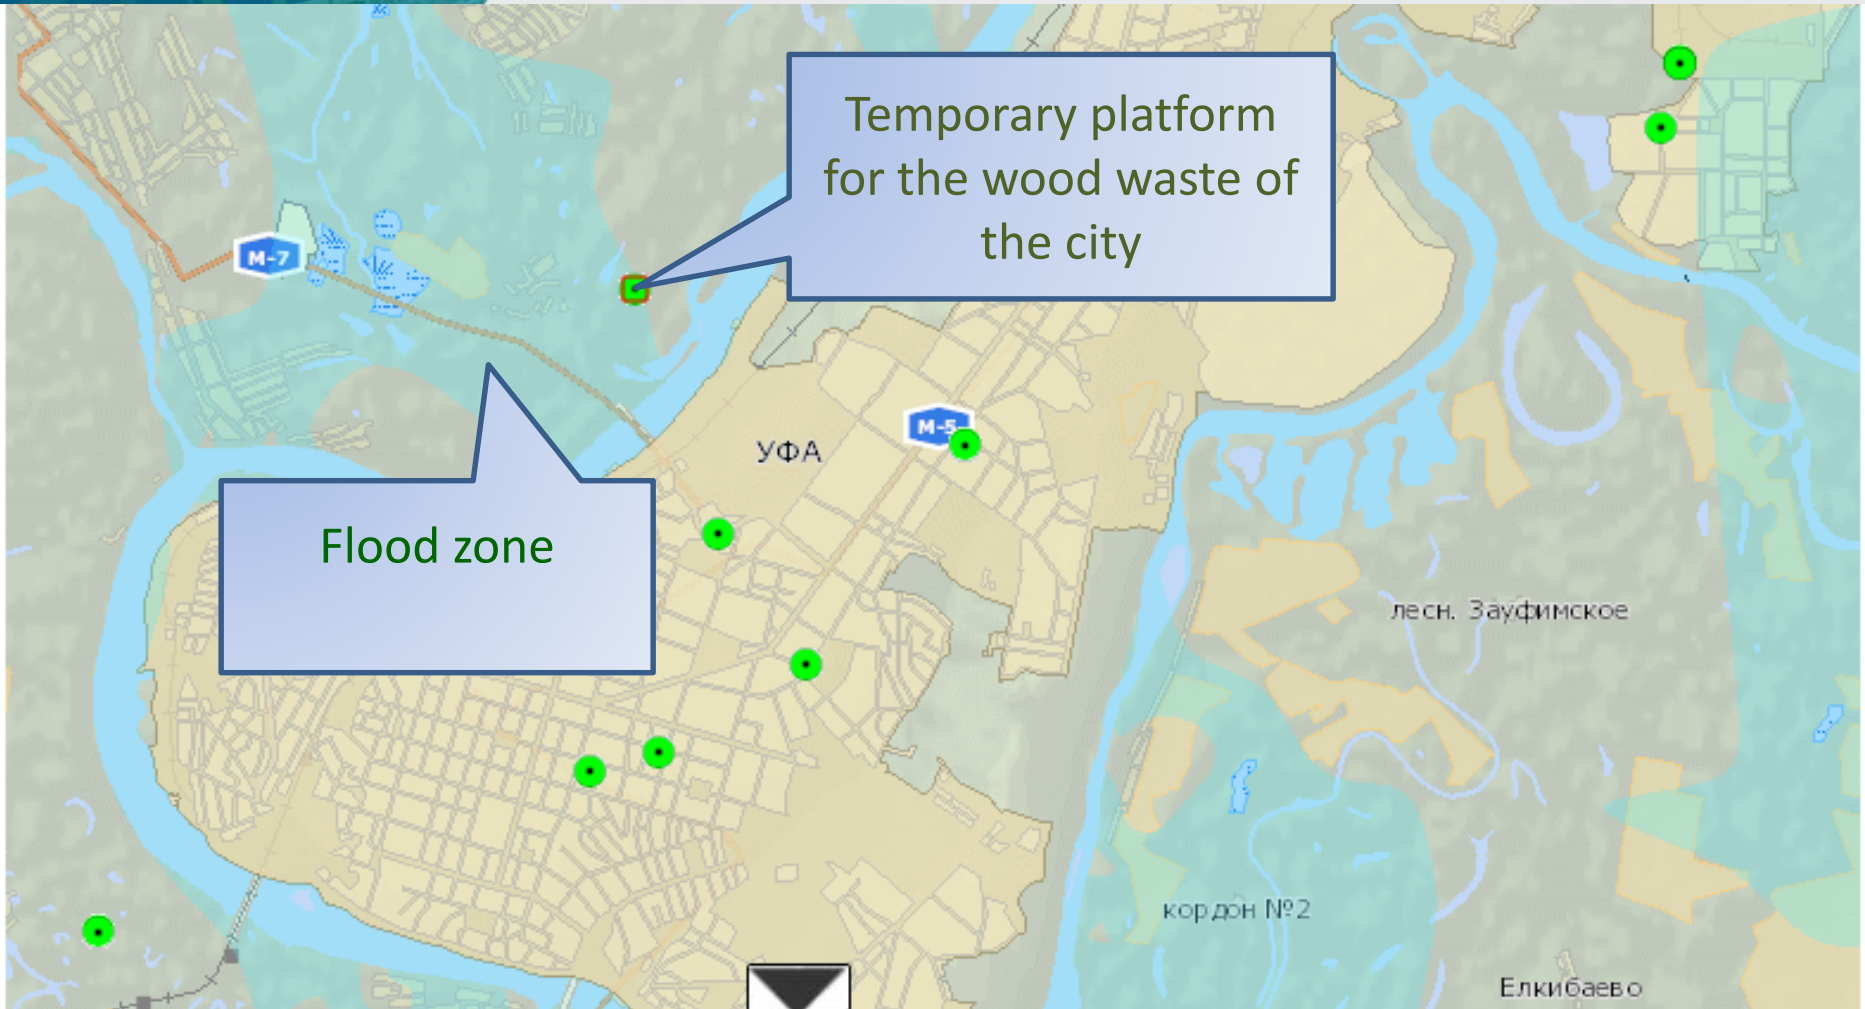 Temporary platform
for the wood waste of
the city
М-7
М-5
УФА
Flood zone
лесн. Зауфимское
кордон №2
Елкибаево